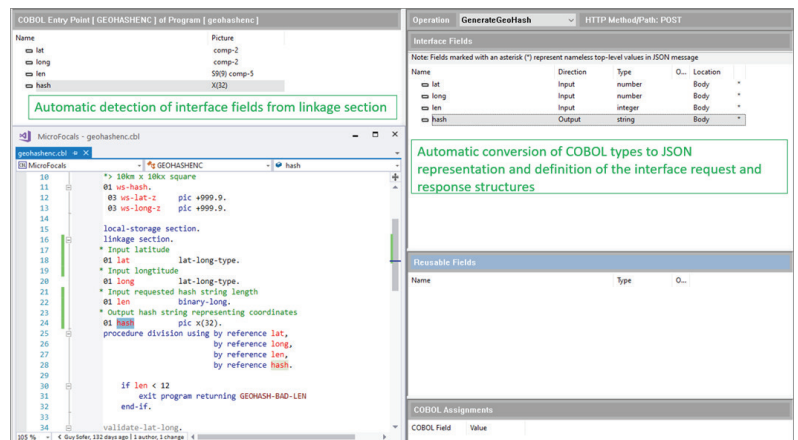 COBOL Entry Point [ GEOHASHENC ] of Program [ geohashenc ]
Name Picture
lat comp-2
long comp-2
len S9(9) comp-5
hash X(32)
Automatic detection of interface fields from linkage section
MicroFocals - geohashenc.cbl
geohashenc.cbl
MicroFocals GEOHASHENC hash
10 *> 10km x 10kx square
11 01 ws-hash.
12 03 ws-lat-z pic +999.9.
13 03 ws-long-z pic +999.9.
14
15 local-storage section.
16 linkage section.
17 * Input latitude
18 01 lat lat-long-type.
19 * Input longtitude
20 01 long lat-long-type.
21 * Input requested hash string length
22 01 len binary-long.
23 * Output hash string representing coordinates
24 01 hash pic x(32).
25 procedure division using by reference lat,
26 by reference long,
27 by reference len,
28 by reference hash.
29
30 if len < 12
31 exit program returning GEOHASH-BAD-LEN
32 end-if.
33
34 validate-lat-long.
105 % Guy Sofer, 132 days ago | 1 author, 1 change
Operation GenerateGeoHash HTTP Method/Path: POST
Interface Fields
Note: Fields marked with an asterisk (*) represent nameless top-level values in JSON message
Name Direction Type O... Location
lat Input number Body *
long Input number Body *
len Input integer Body *
hash Output string Body *
Automatic conversion of COBOL types to JSON
representation and definition of the interface request and
response structures
Reusable Fields
Name Type O...
COBOL Assignments
COBOL Field Value